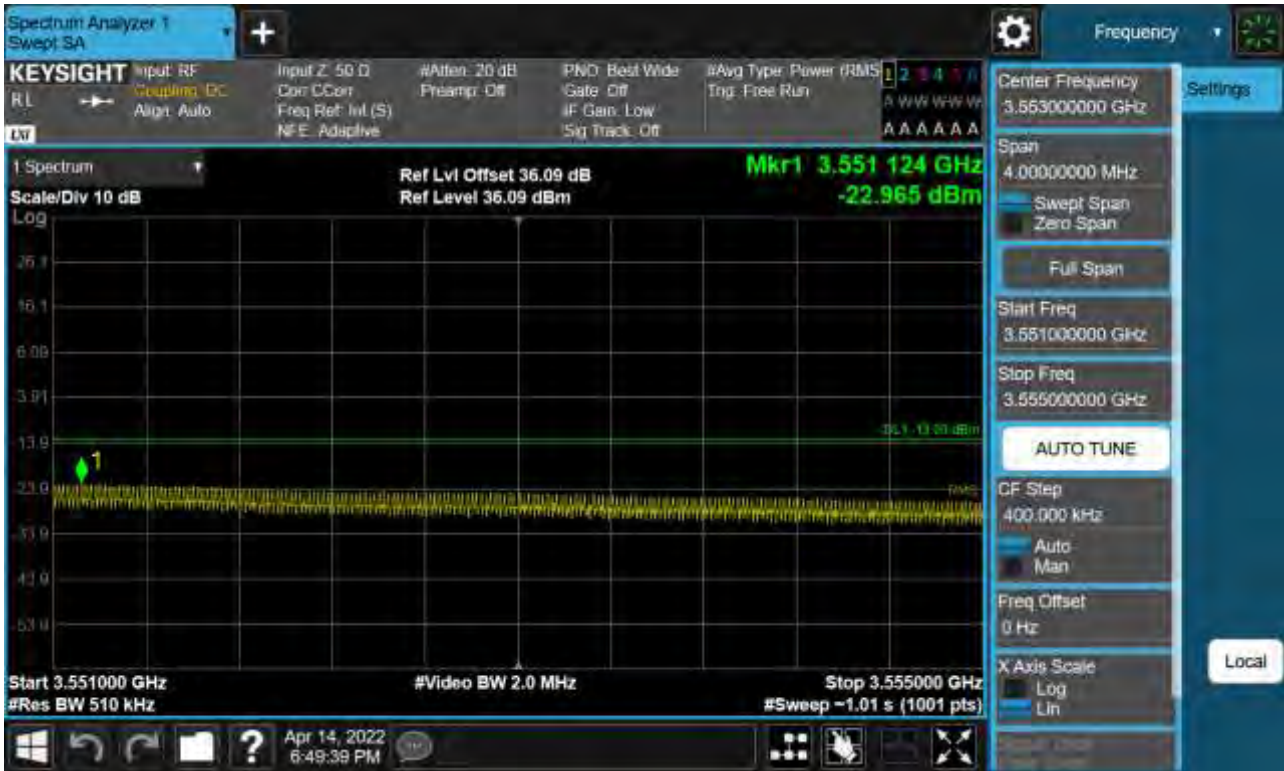 Spectrum Analyzer 1
Swept SA
Frequency
KEYSIGHT
Input: RF
Coupling: DC
Align: Auto
RL
LXI
Input Z: 50 Ω
Corr CCorr
Freq Ref: Int (S)
NFE: Adaptive
#Atten: 20 dB
Preamp: Off
PNO: Best Wide
Gate: Off
IF Gain: Low
Sig Track: Off
#Avg Type: Power (RMS
Trig: Free Run
1 2 3 4 5 6
A W W W W W
A A A A A A
1 Spectrum
Scale/Div 10 dB
Log
Ref Lvl Offset 36.09 dB
Ref Level 36.09 dBm
Mkr1 3.551 124 GHz
-22.965 dBm
26.1
16.1
6.09
-3.91
-13.9
-23.9
-33.9
-43.9
-53.9
1
RMS
Start 3.551000 GHz
#Res BW 510 kHz
#Video BW 2.0 MHz
Stop 3.555000 GHz
#Sweep ~1.01 s (1001 pts)
Center Frequency
3.553000000 GHz
Settings
Span
4.00000000 MHz
Swept Span
Zero Span
Full Span
Start Freq
3.551000000 GHz
Stop Freq
3.555000000 GHz
AUTO TUNE
CF Step
400.000 kHz
Auto
Man
Freq Offset
0 Hz
X Axis Scale
Log
Lin
Local
?
Apr 14, 2022
6:49:39 PM